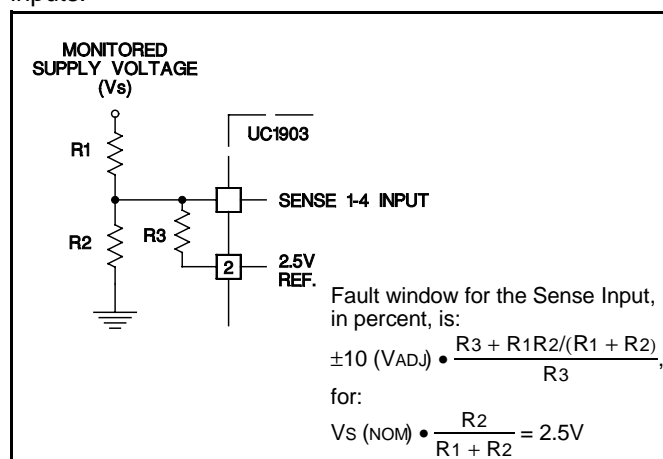 inputs.
MONITORED
SUPPLY VOLTAGE
(Vs)
R1
UC1903
SENSE 1-4 INPUT
R2
R3
2
2.5V
REF.
Fault window for the Sense Input,
in percent, is:
±10 (VADJ) • R3 + R1R2/(R1 + R2)
R3
,
for:
VS (NOM) • R2
R1 + R2
= 2.5V